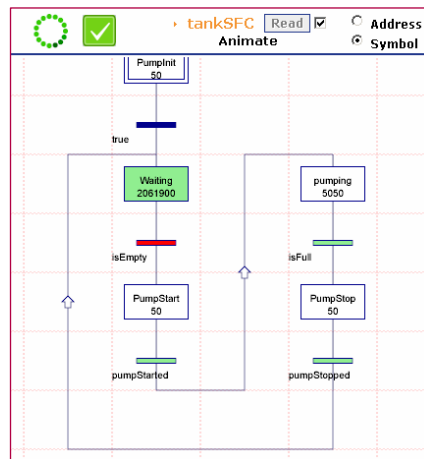 tankSFC Read Address
Animate Symbol
PumpInit
50
true
Waiting
2061900
pumping
5050
isEmpty
isFull
PumpStart
50
PumpStop
50
pumpStarted
pumpStopped